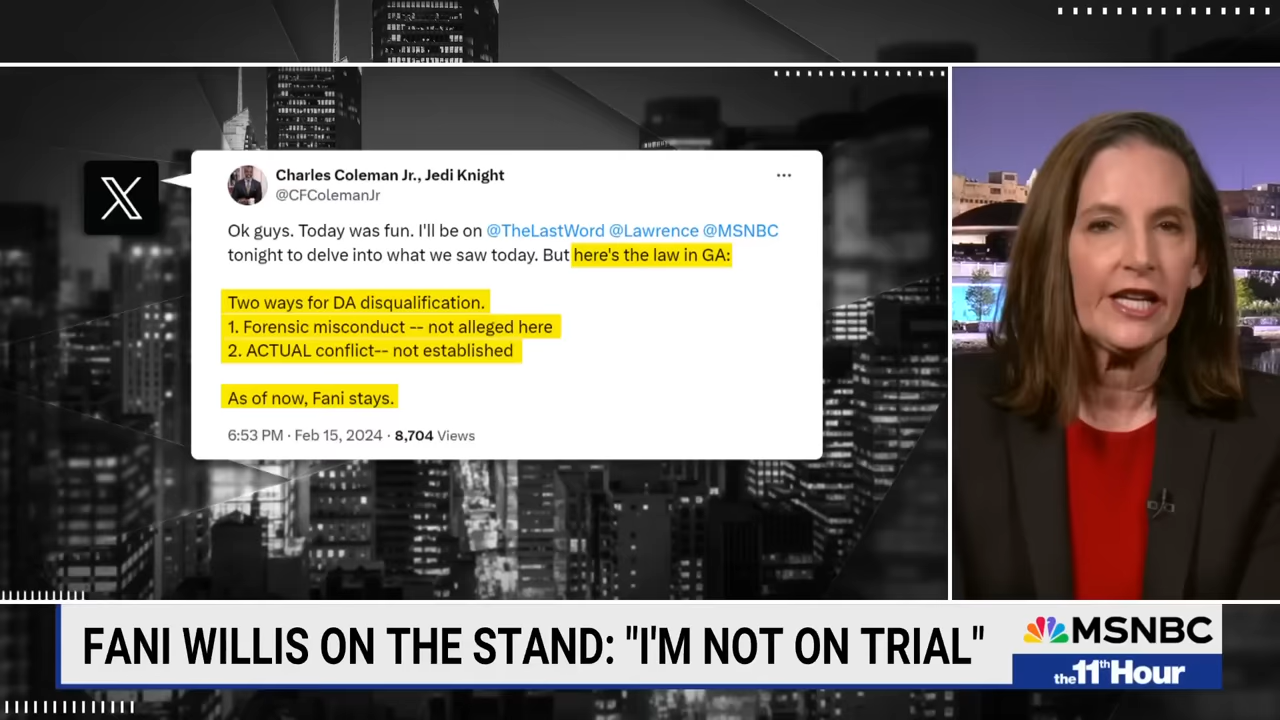 Charles Coleman Jr., Jedi Knight
@CFColemanJr
Ok guys. Today was fun. I'll be on @TheLastWord @Lawrence @MSNBC
tonight to delve into what we saw today. But here's the law in GA:
Two ways for DA disqualification.
1. Forensic misconduct -- not alleged here
2. ACTUAL conflict-- not established
As of now, Fani stays.
6:53 PM · Feb 15, 2024 · 8,704 Views
FANI WILLIS ON THE STAND: "I'M NOT ON TRIAL"
MSNBC
the 11th Hour